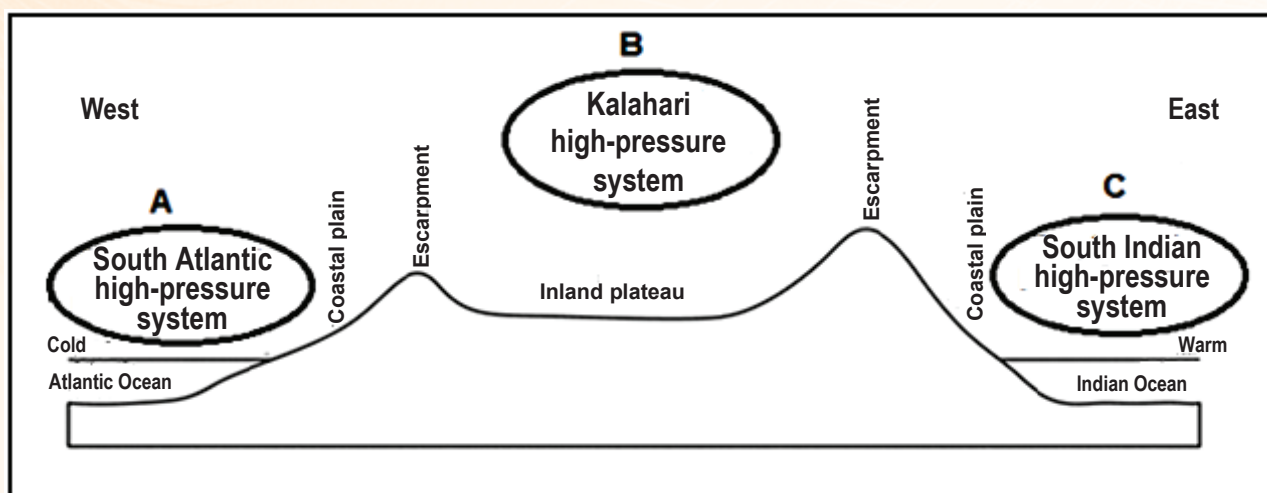 B
Kalahari
high-pressure
system
West
East
Escarpment
Escarpment
A
South Atlantic
high-pressure
system
Coastal plain
Inland plateau
Coastal plain
C
South Indian
high-pressure
system
Cold
Atlantic Ocean
Warm
Indian Ocean